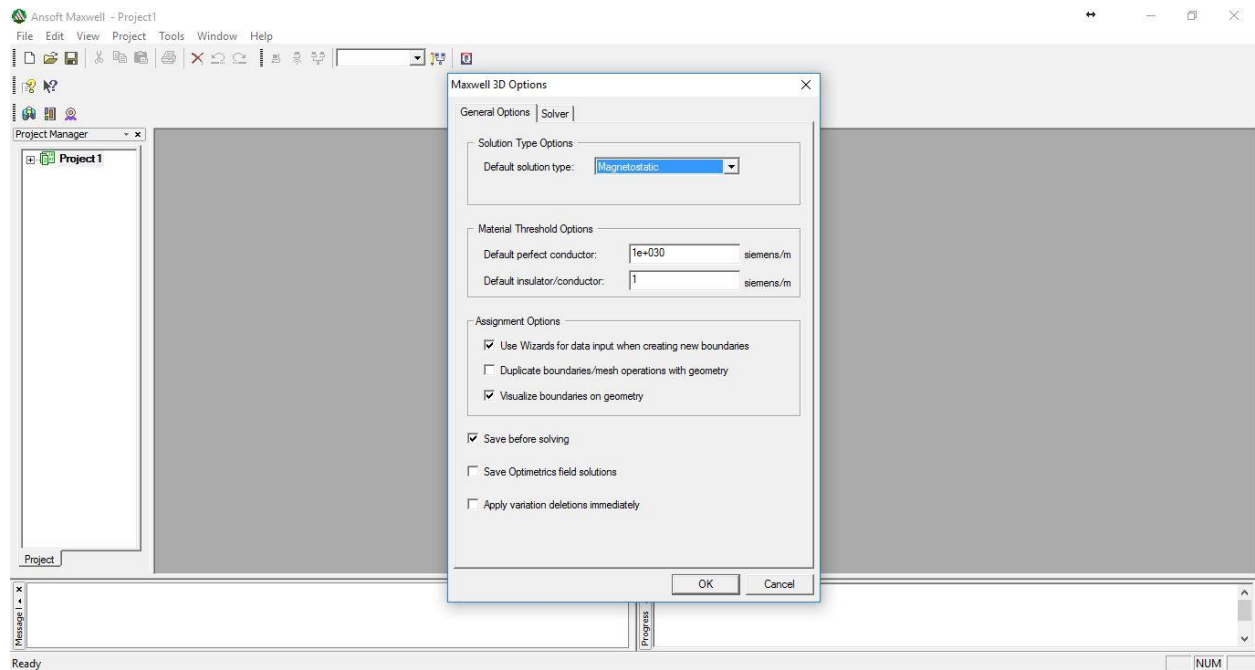 Ansoft Maxwell - Project1
File Edit View Project Tools Window Help
Project Manager
Project1
Project
Maxwell 3D Options
General Options Solver
Solution Type Options
Default solution type: Magnetostatic
Material Threshold Options
Default perfect conductor: 1e+030 siemens/m
Default insulator/conductor: 1 siemens/m
Assignment Options
Use Wizards for data input when creating new boundaries
Duplicate boundaries/mesh operations with geometry
Visualize boundaries on geometry
Save before solving
Save Optimetrics field solutions
Apply variation deletions immediately
OK Cancel
Message
Progress
Ready NUM